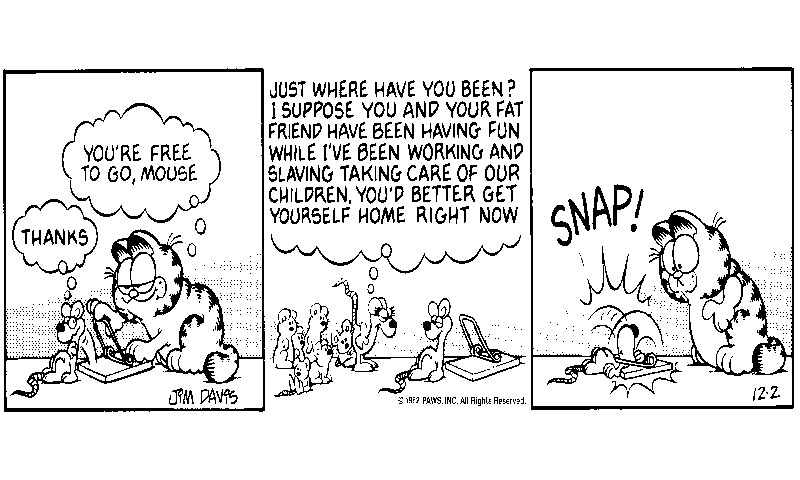 YOU'RE FREE
TO GO, MOUSE
THANKS
JIM DAVIS
JUST WHERE HAVE YOU BEEN?
I SUPPOSE YOU AND YOUR FAT
FRIEND HAVE BEEN HAVING FUN
WHILE I'VE BEEN WORKING AND
SLAVING TAKING CARE OF OUR
CHILDREN, YOU'D BETTER GET
YOURSELF HOME RIGHT NOW
© 1982 PAWS, INC. All Rights Reserved.
SNAP!
12-2